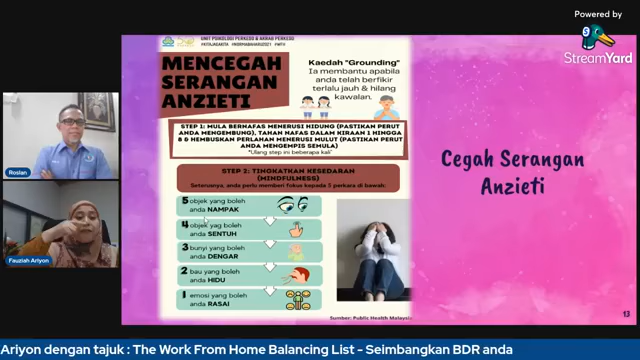 Powered by
StreamYard
UNIT PSIKOLOGI PERKEDS & AKRAB PERKEDS
MENCEGAH
SERANGAN
ANZIETI
Kaedah "Grounding"
Ia membantu apabila
anda telah berfikir
terlalu jauh & hilang
kawalan.
STEP 1: MULA BERNAFAS MENERUSI HIDUNG (PASTIKAN PERUT
ANDA MENGEMBUNG), TAHAN NAFAS DALAM KIRAAN 1 HINGGA
8 & HEMBUSKAN PERLAHAN MENERUSI MULUT (PASTIKAN PERUT
ANDA MENGEMPIS SEMULA)
"Ulang step ini beberapa kali"
STEP 2: TINGKATKAN KESEDARAN
(MINDFULNESS)
Seterusnya, anda perlu memberi fokus kepada 5 perkara di bawah:
5 objek yang boleh
anda NAMPAK
4 objek yag boleh
anda SENTUH
3 bunyi yang boleh
anda DENGAR
2 bau yang boleh
anda HIDU
1 emosi yang boleh
anda RASAI
Sumber: Public Health Malaysia
Cegah Serangan
Anzieti
13
Roslan
Fauziah Ariyon
Ariyon dengan tajuk : The Work From Home Balancing List - Seimbangkan BDR anda